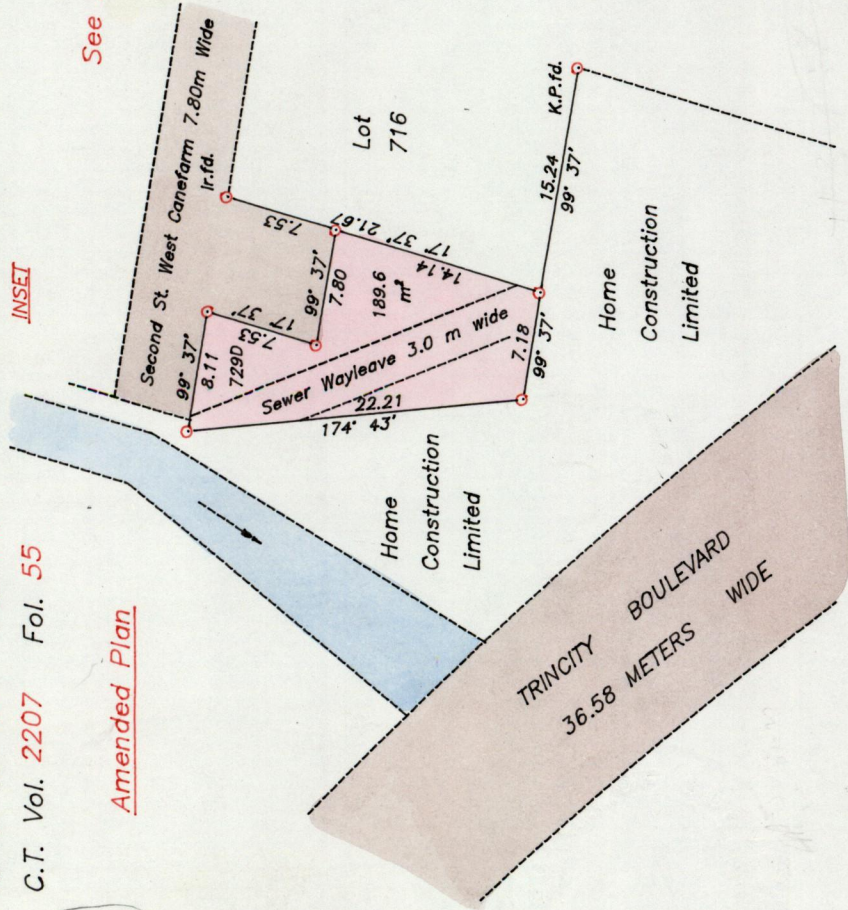 C.T. Vol. 2207 Fol. 55
INSET
See
Amended Plan
Second St. West Canefarm 7.80m Wide
Ir.fd.
99° 37'
8.11
729D
7.53
17° 37'
7.53
99° 37'
7.80
17° 37' 21.67
14.14
189.6
m²
Lot
716
Sewer Wayleave 3.0 m wide
22.21
174° 43'
7.18
99° 37'
15.24
99° 37'
K.P.fd.
Home
Construction
Limited
Home
Construction
Limited
TRINCITY BOULEVARD
36.58 METERS WIDE